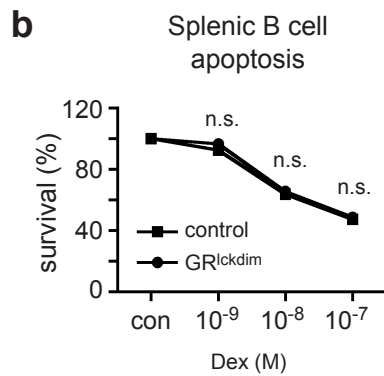 b
Splenic B cell
apoptosis
survival (%)
120
80
40
0
n.s.
n.s.
n.s.
control
GRlckdim
con
10-9
10-8
10-7
Dex (M)